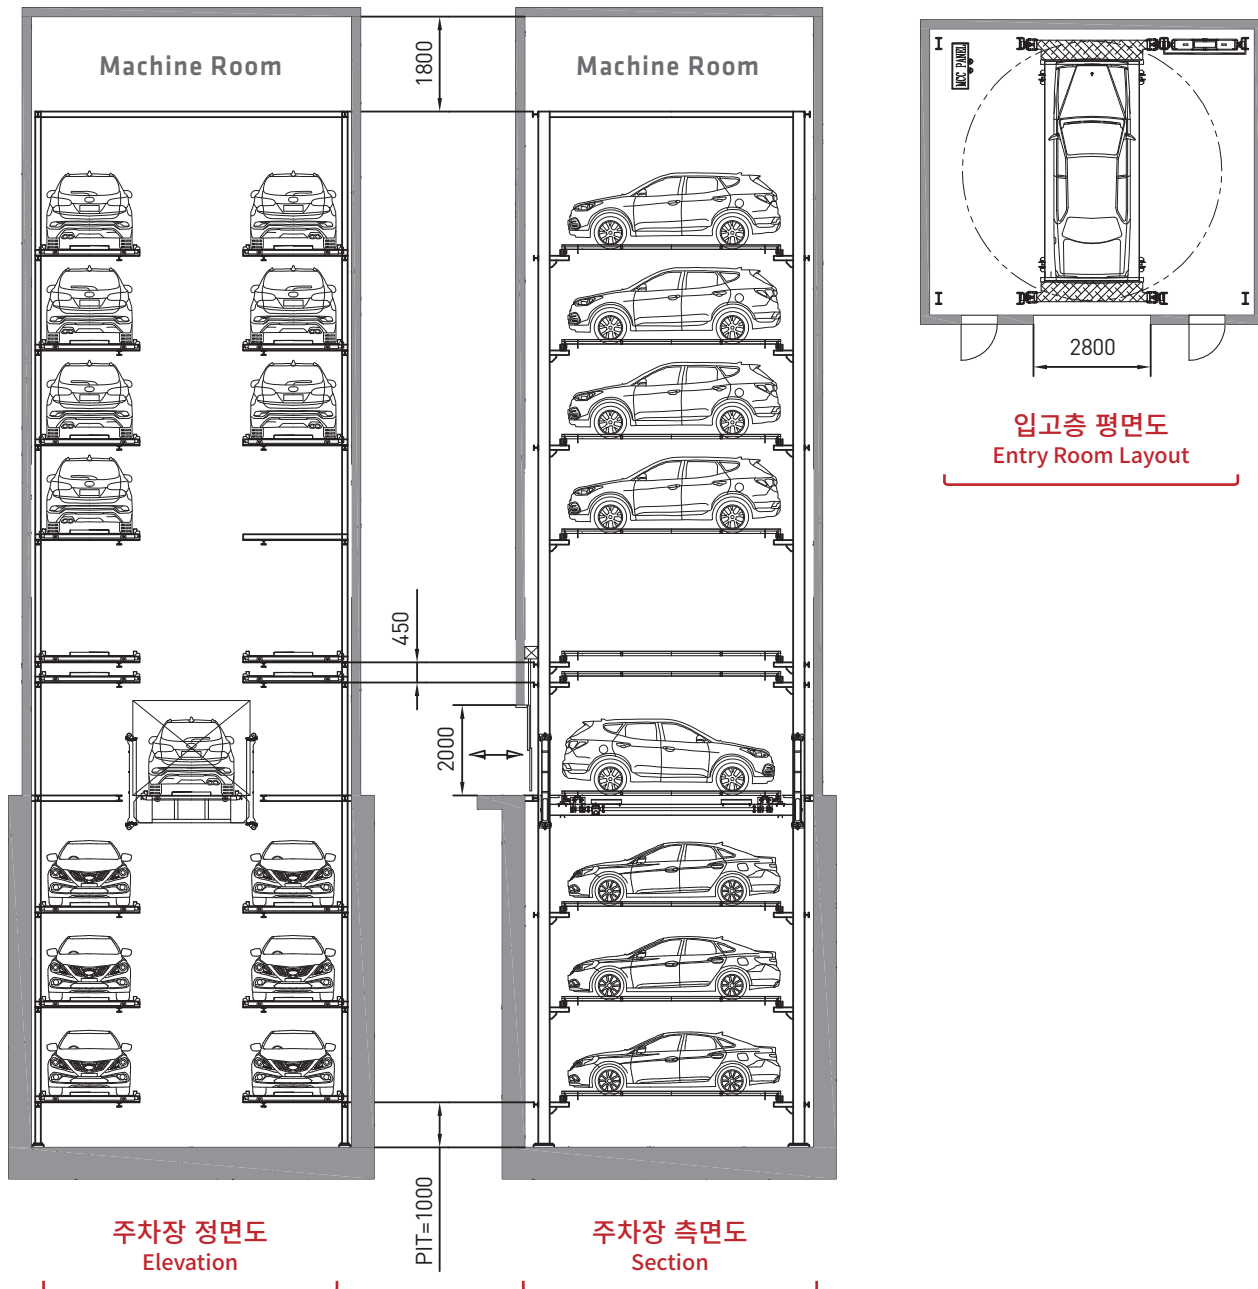 Machine Room
1800
Machine Room
MCC PANEL
2800
입고층 평면도
Entry Room Layout
450
2000
PIT=1000
주차장 정면도
Elevation
주차장 측면도
Section